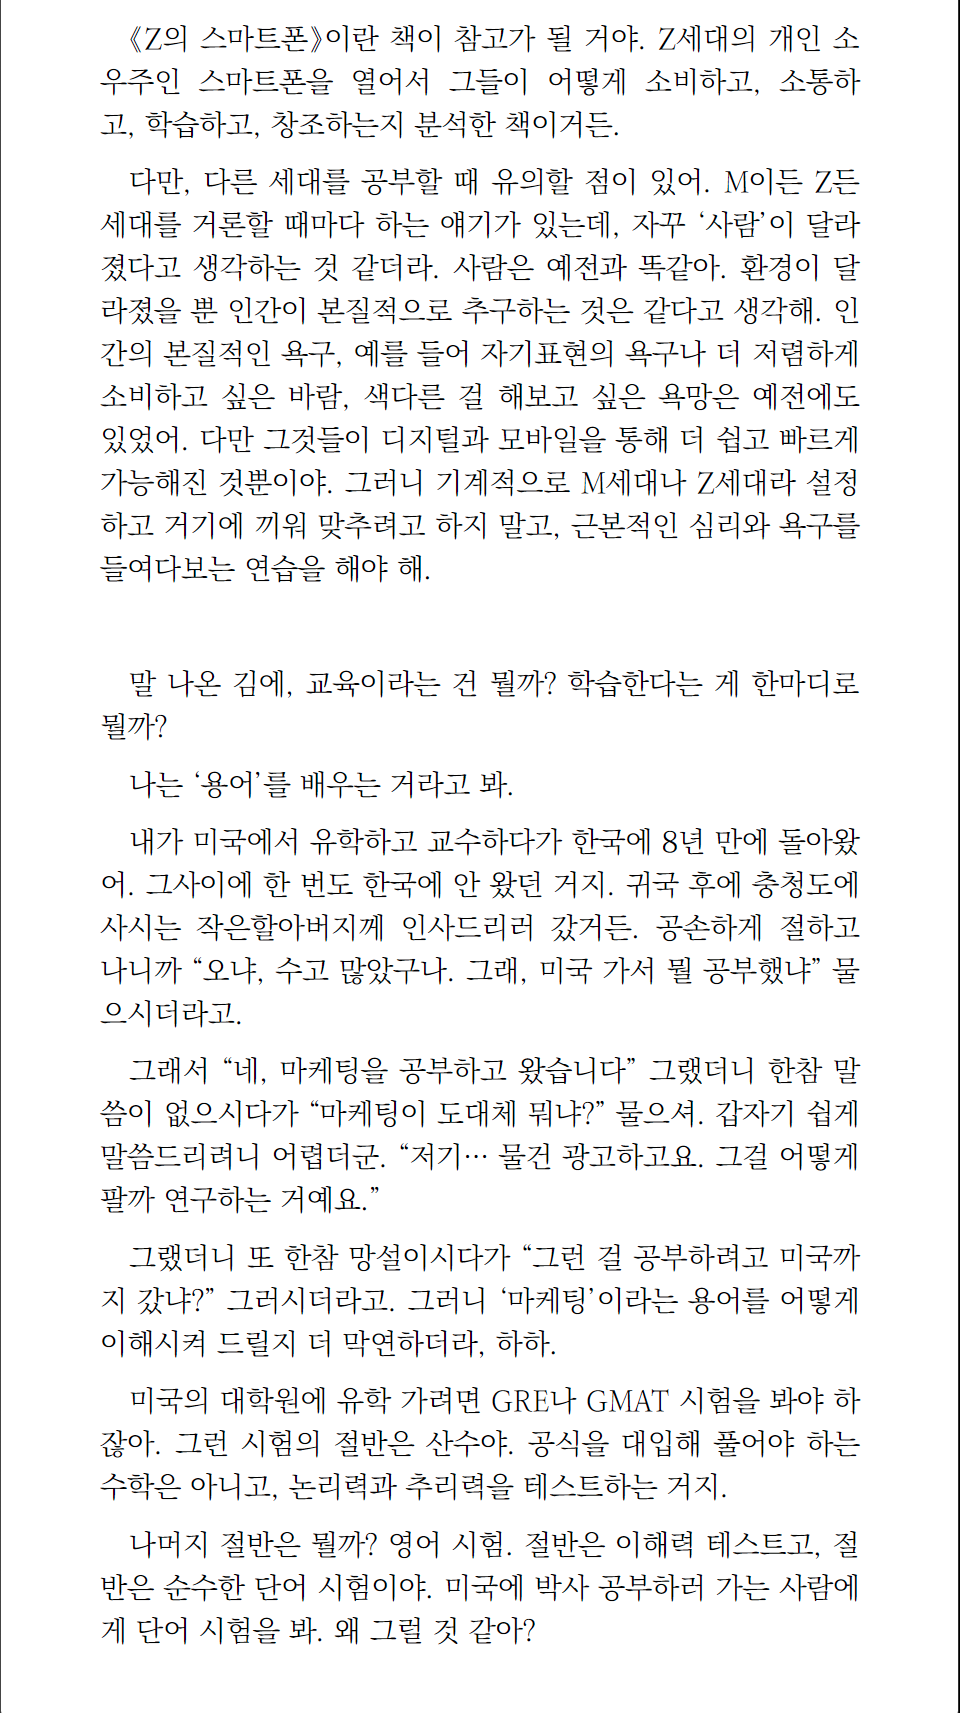 《Z의 스마트폰》이란 책이 참고가 될 거야. Z세대의 개인 소
우주인 스마트폰을 열어서 그들이 어떻게 소비하고, 소통하
고, 학습하고, 창조하는지 분석한 책이거든.
다만, 다른 세대를 공부할 때 유의할 점이 있어. M이든 Z든
세대를 거론할 때마다 하는 얘기가 있는데, 자꾸 ‘사람’이 달라
졌다고 생각하는 것 같더라. 사람은 예전과 똑같아. 환경이 달
라졌을 뿐 인간이 본질적으로 추구하는 것은 같다고 생각해. 인
간의 본질적인 욕구, 예를 들어 자기표현의 욕구나 더 저렴하게
소비하고 싶은 바람, 색다른 걸 해보고 싶은 욕망은 예전에도
있었어. 다만 그것들이 디지털과 모바일을 통해 더 쉽고 빠르게
가능해진 것뿐이야. 그러니 기계적으로 M세대나 Z세대라 설정
하고 거기에 끼워 맞추려고 하지 말고, 근본적인 심리와 욕구를
들여다보는 연습을 해야 해.
말 나온 김에, 교육이라는 건 뭘까? 학습한다는 게 한마디로
뭘까?
나는 ‘용어’를 배우는 거라고 봐.
내가 미국에서 유학하고 교수하다가 한국에 8년 만에 돌아왔
어. 그사이에 한 번도 한국에 안 왔던 거지. 귀국 후에 충청도에
사시는 작은할아버지께 인사드리러 갔거든. 공손하게 절하고
나니까 “오냐, 수고 많았구나. 그래, 미국 가서 뭘 공부했냐” 물
으시더라고.
그래서 “네, 마케팅을 공부하고 왔습니다” 그랬더니 한참 말
씀이 없으시다가 “마케팅이 도대체 뭐냐?” 물으셔. 갑자기 쉽게
말씀드리려니 어렵더군. “저기… 물건 광고하고요. 그걸 어떻게
팔까 연구하는 거예요.”
그랬더니 또 한참 망설이시다가 “그런 걸 공부하려고 미국까
지 갔냐?” 그러시더라고. 그러니 ‘마케팅’이라는 용어를 어떻게
이해시켜 드릴지 더 막연하더라, 하하.
미국의 대학원에 유학 가려면 GRE나 GMAT 시험을 봐야 하
잖아. 그런 시험의 절반은 산수야. 공식을 대입해 풀어야 하는
수학은 아니고, 논리력과 추리력을 테스트하는 거지.
나머지 절반은 뭘까? 영어 시험. 절반은 이해력 테스트고, 절
반은 순수한 단어 시험이야. 미국에 박사 공부하러 가는 사람에
게 단어 시험을 봐. 왜 그럴 것 같아?